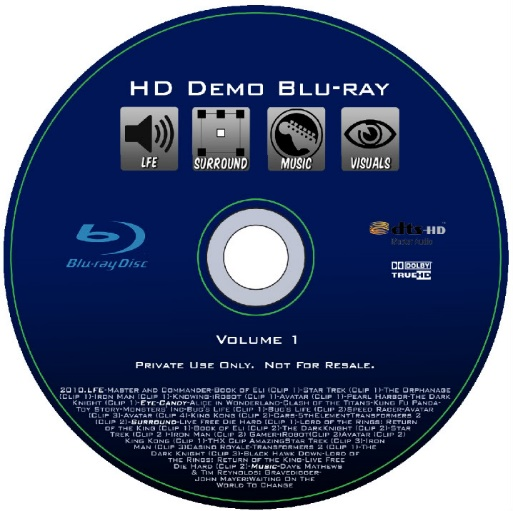 HD Demo Blu-ray
LFE SURROUND MUSIC VISUALS
Blu-ray Disc
dts-HD
Master Audio
DOLBY
TRUEHD
Volume 1
Private Use Only. Not For Resale.
2010.LFE-Master and Commander-Book of Eli (Clip 1)-Star Trek (Clip 1)-The Orphanage
(Clip 1)-Iron Man (Clip 1)-Knowing-iRobot (Clip 1)-Avatar (Clip 1)-Pearl Harbor-The Dark
Knight (Clip 1)-Eye-Candy-Alice in Wonderland-Clash of the Titans-Kung Fu Panda-
Toy Story-Monsters' Inc-Bug's Life (Clip 1)-Bug's Life (Clip 2)Speed Racer-Avatar
(Clip 3)-Avatar (Clip 4)-King Kong (Clip 2)-Cars-5thElementTransformers 2
(Clip 2)-Surround-Live Free Die Hard (Clip 1)-Lord of the Rings: Return
of the King (Clip 1)-Book of Eli (Clip 2)-The DarkKnight (Clip 2)-Star
Trek (Clip 2)-Iron Man (Clip 2) Gamer-iRobot(Clip 2)Avatar (Clip 2)
King Kong (Clip 1)-THX Clip AmazingStar Trek (Clip 3)Iron
Man (Clip 3)Casino Royale-Transformers 2 (Clip 1)-The
Dark Knight (Clip 3)-Black Hawk Down-Lord of
the Rings: Return of the King-Live Free
Die Hard (Clip 2)-Music-Dave Mathews
& Tim Reynolds: Gravedigger-
John Mayer:Waiting On the
World To Change